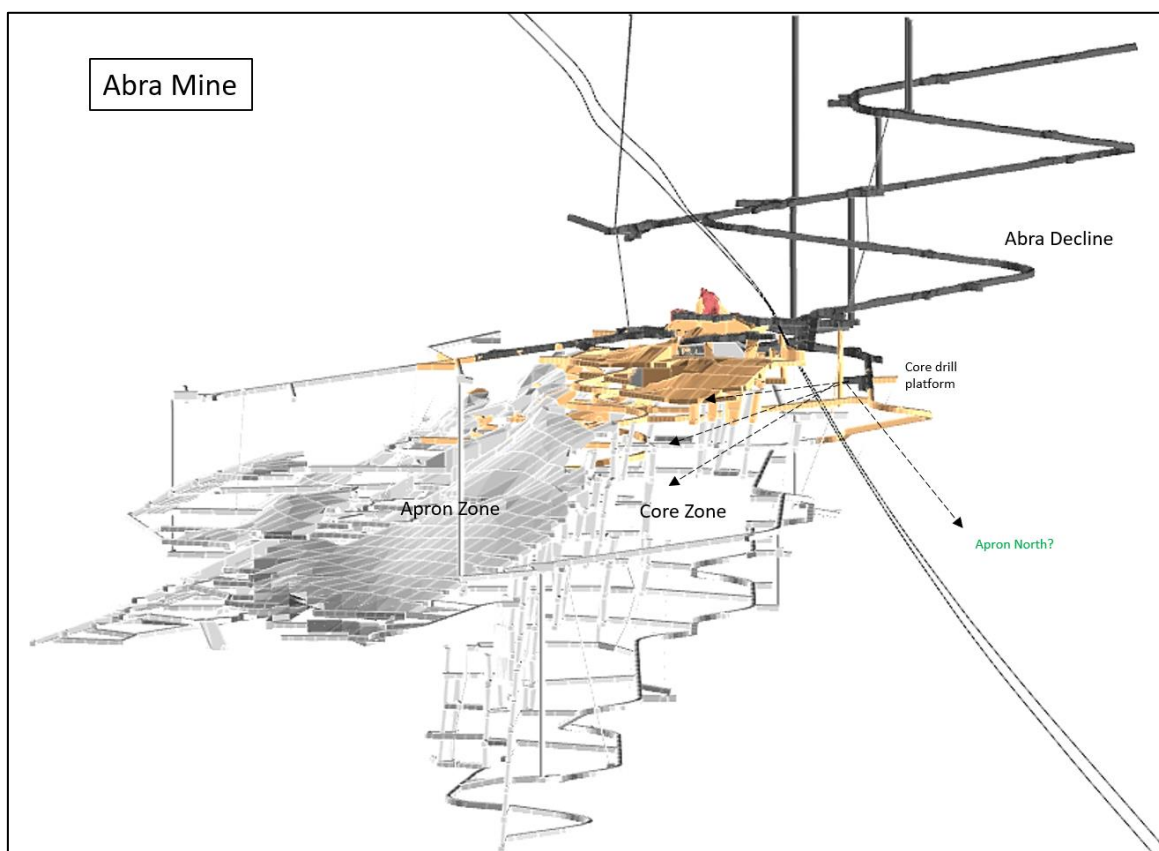 Abra Mine
Abra Decline
Core drill
platform
Apron Zone
Core Zone
Apron North?